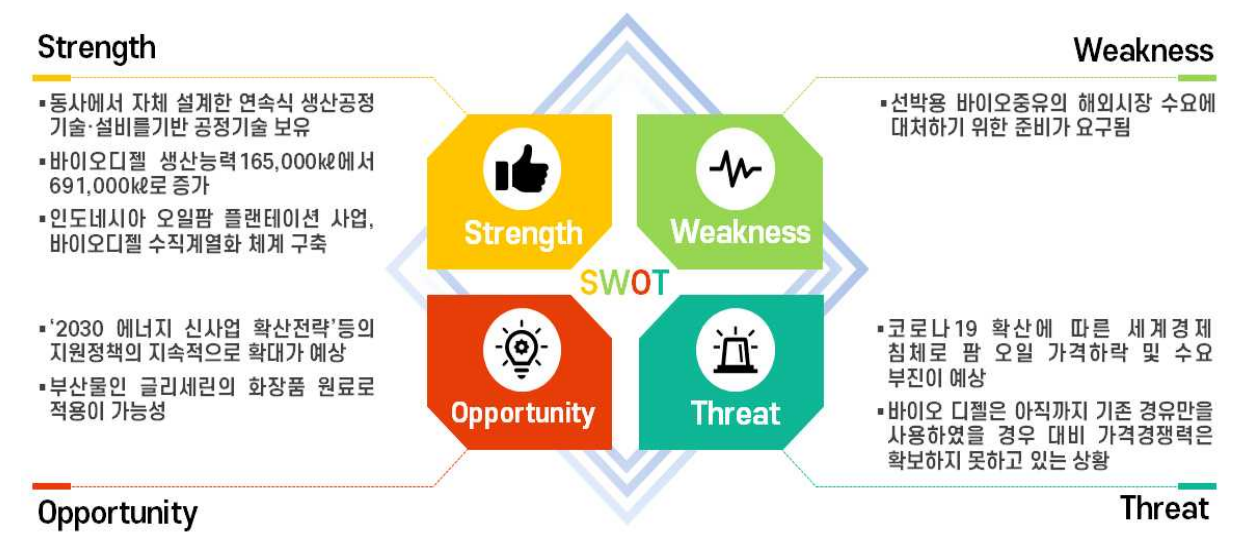 Strength
▪동사에서 자체 설계한 연속식 생산공정
기술·설비를기반 공정기술 보유
▪바이오디젤 생산능력165,000㎘에서
691,000㎘로 증가
▪인도네시아 오일팜 플랜테이션 사업,
바이오디젤 수직계열화 체계 구축
Weakness
▪선박용 바이오중유의 해외시장 수요에
대처하기 위한 준비가 요구됨
Strength
Weakness
SWOT
Opportunity
Threat
▪‘2030 에너지 신사업 확산전략’등의
지원정책의 지속적으로 확대가 예상
▪부산물인 글리세린의 화장품 원료로
적용이 가능성
Opportunity
▪코로나19 확산에 따른 세계경제
침체로 팜 오일 가격하락 및 수요
부진이 예상
▪바이오 디젤은 아직까지 기존 경유만을
사용하였을 경우 대비 가격경쟁력은
확보하지 못하고 있는 상황
Threat